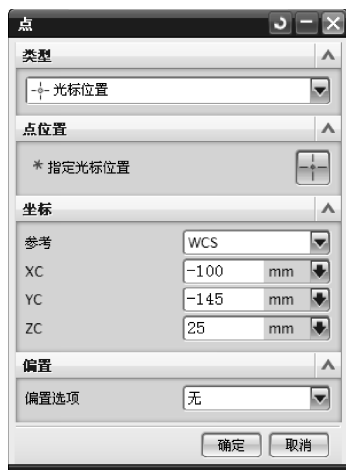 点
类型
光标位置
点位置
* 指定光标位置
坐标
参考 WCS
XC -100 mm
YC -145 mm
ZC 25 mm
偏置
偏置选项 无
确定 取消